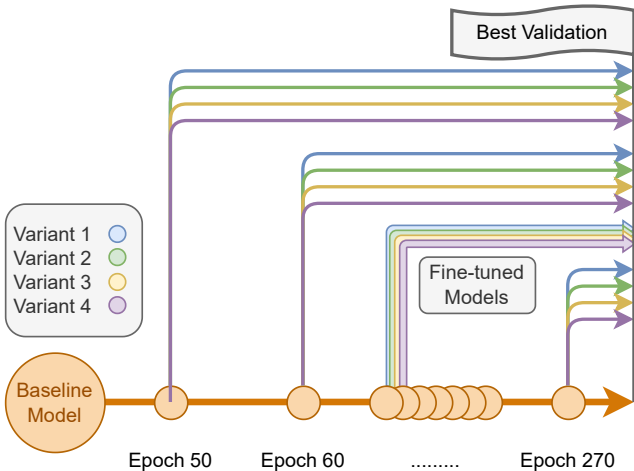 Best Validation
Variant 1
Variant 2
Variant 3
Variant 4
Fine-tuned
Models
Baseline
Model
Epoch 50
Epoch 60
.........
Epoch 270